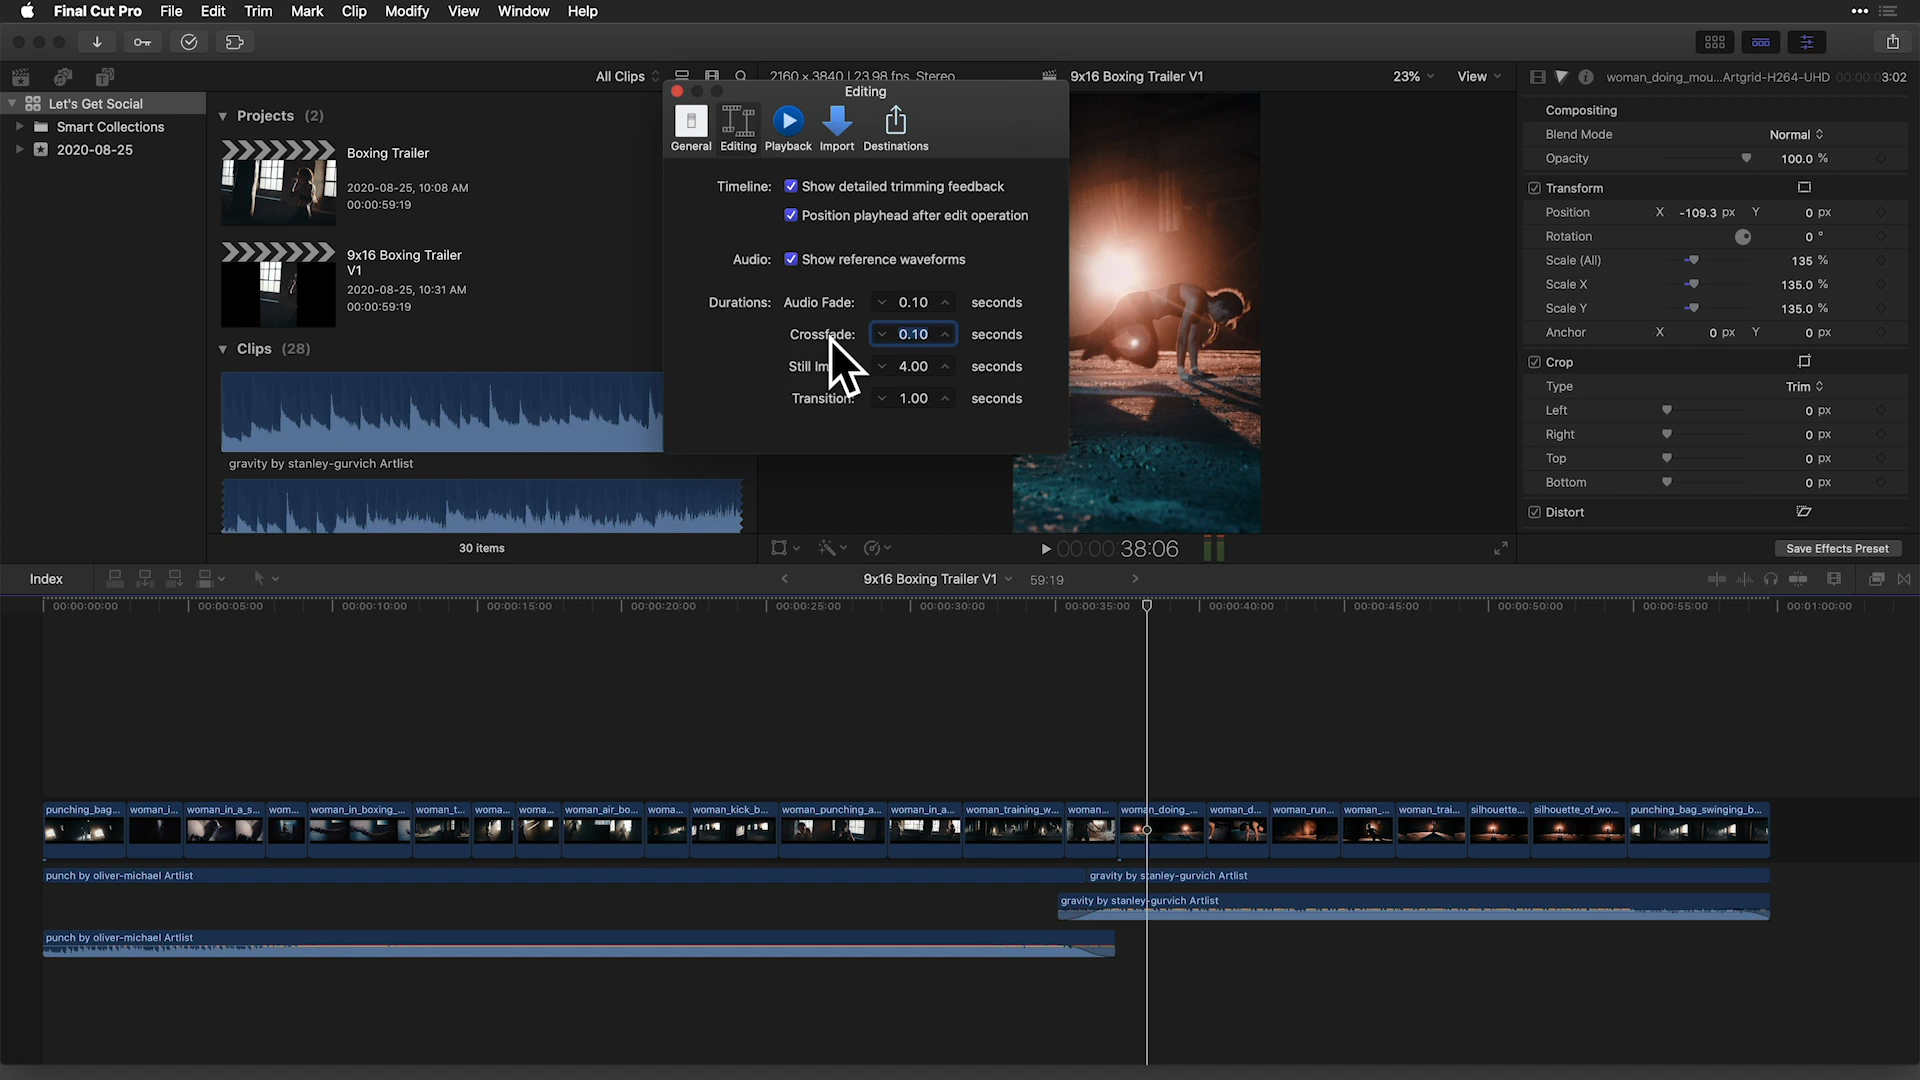 Final Cut Pro File Edit Trim Mark Clip Modify View Window Help
All Clips
2160 × 3840 | 23.98 fps, Stereo
9x16 Boxing Trailer V1
23%
View
woman_doing_mou...Artgrid-H264-UHD
00:00:03:02
Let's Get Social
Smart Collections
2020-08-25
Projects (2)
Boxing Trailer
2020-08-25, 10:08 AM
00:00:59:19
9x16 Boxing Trailer
V1
2020-08-25, 10:31 AM
00:00:59:19
Clips (28)
gravity by stanley-gurvich Artlist
30 items
Editing
General Editing Playback Import Destinations
Timeline: Show detailed trimming feedback
Position playhead after edit operation
Audio: Show reference waveforms
Durations: Audio Fade: 0.10 seconds
Crossfade: 0.10 seconds
Still 4.00 seconds
Transition: 1.00 seconds
Compositing
Blend Mode Normal
Opacity 100.0 %
Transform
Position X -109.3 px Y 0 px
Rotation 0 °
Scale (All) 135 %
Scale X 135.0 %
Scale Y 135.0 %
Anchor X 0 px Y 0 px
Crop
Type Trim
Left 0 px
Right 0 px
Top 0 px
Bottom 0 px
Distort
Save Effects Preset
00:00:38:06
Index
9x16 Boxing Trailer V1 59:19
00:00:00:00 00:00:05:00 00:00:10:00 00:00:15:00 00:00:20:00 00:00:25:00 00:00:30:00 00:00:35:00 00:00:40:00 00:00:45:00 00:00:50:00 00:00:55:00 00:01:00:00
punching_bag... woman_i... woman_in_a_s... wom... woman_in_boxing_... woman_t... woma... woma... woman_air_bo... woma... woman_kick_b... woman_punching_a... woman_in_a... woman_training_w... woman... woman_doing_... woman_d... woman_run... woman_... woman_trai... silhouette... silhouette_of_wo... punching_bag_swinging_b...
punch by oliver-michael Artlist gravity by stanley-gurvich Artlist
gravity by stanley-gurvich Artlist
punch by oliver-michael Artlist